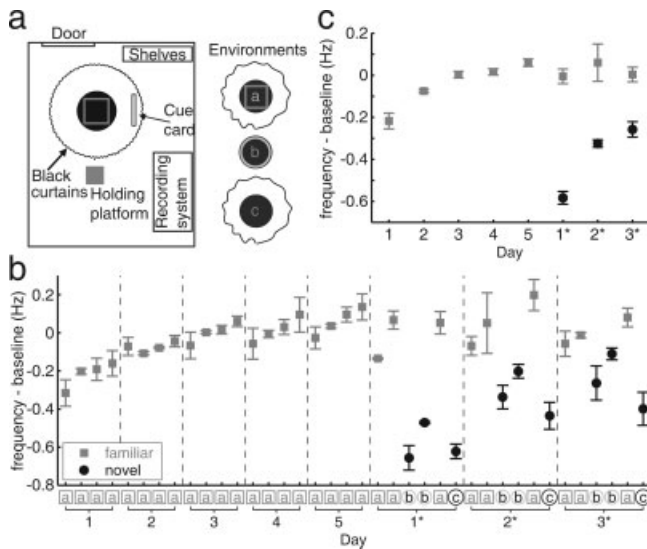 a
Door
Shelves
Cue
card
Black
curtains
Holding
platform
Recording
system
Environments
a
b
c
c
frequency - baseline (Hz)
0.2
0
-0.2
-0.4
-0.6
1 2 3 4 5 1* 2* 3*
Day
b
frequency - baseline (Hz)
0.2
0
-0.2
-0.4
-0.6
-0.8
familiar
novel
a a a a a a a a a a a a a a a a a a a a a a b b a c a a b b a c a a b b a c
1 2 3 4 5 1* 2* 3*
Day